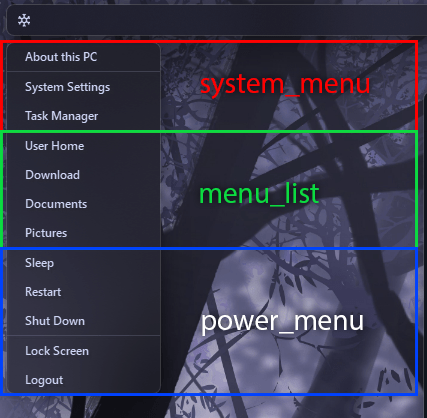 About this PC
System Settings
Task Manager
system_menu
User Home
Download
Documents
Pictures
menu_list
Sleep
Restart
Shut Down
Lock Screen
Logout
power_menu